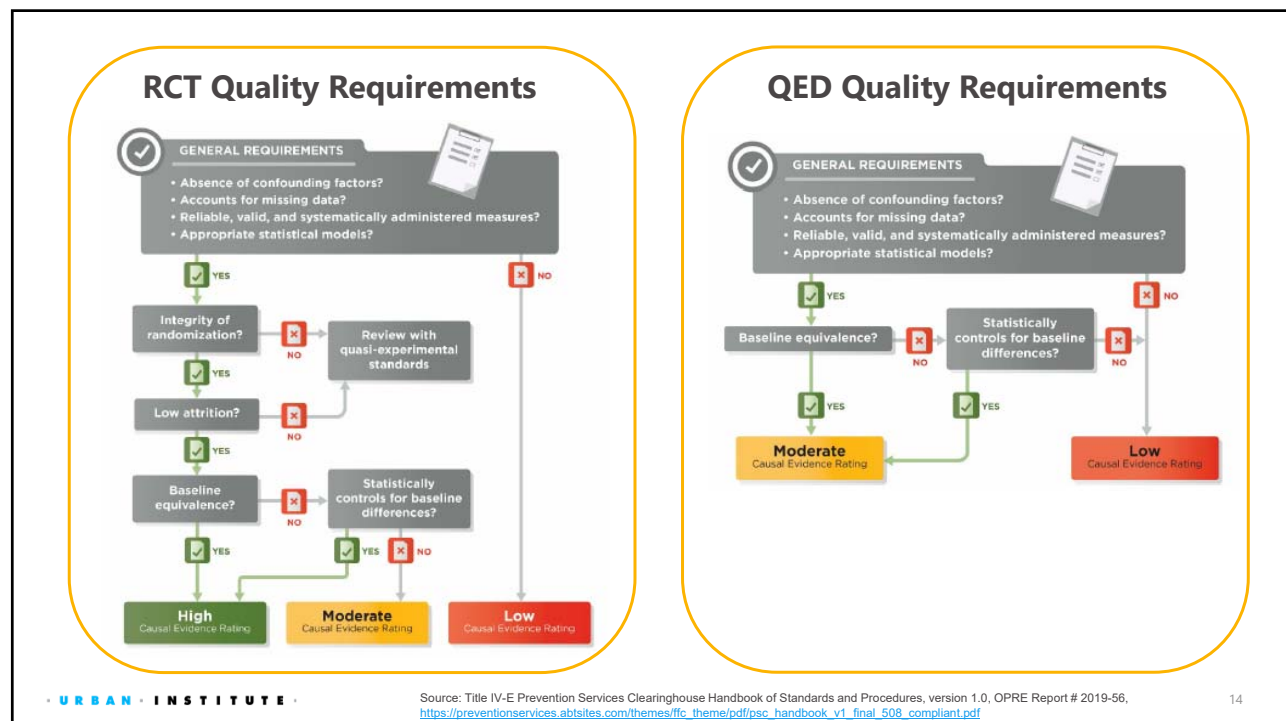 RCT Quality Requirements
GENERAL REQUIREMENTS
• Absence of confounding factors?
• Accounts for missing data?
• Reliable, valid, and systematically administered measures?
• Appropriate statistical models?
YES
NO
Integrity of
randomization?
NO
Review with
quasi-experimental
standards
YES
Low attrition?
NO
YES
Baseline
equivalence?
NO
Statistically
controls for baseline
differences?
YES
YES
NO
High
Causal Evidence Rating
Moderate
Causal Evidence Rating
Low
Causal Evidence Rating
QED Quality Requirements
GENERAL REQUIREMENTS
• Absence of confounding factors?
• Accounts for missing data?
• Reliable, valid, and systematically administered measures?
• Appropriate statistical models?
YES
NO
Baseline equivalence?
NO
Statistically
controls for baseline
differences?
NO
YES
YES
Moderate
Causal Evidence Rating
Low
Causal Evidence Rating
· URBAN · INSTITUTE ·
Source: Title IV-E Prevention Services Clearinghouse Handbook of Standards and Procedures, version 1.0, OPRE Report # 2019-56,
https://preventionservices.abtsites.com/themes/ffc_theme/pdf/psc_handbook_v1_final_508_compliant.pdf
14